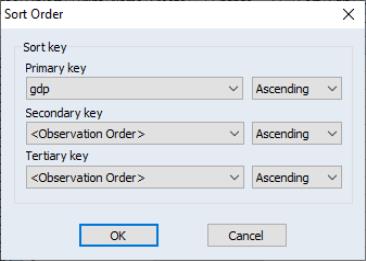 Sort Order
Sort key
Primary key
gdp Ascending
Secondary key
<Observation Order> Ascending
Tertiary key
<Observation Order> Ascending
OK Cancel